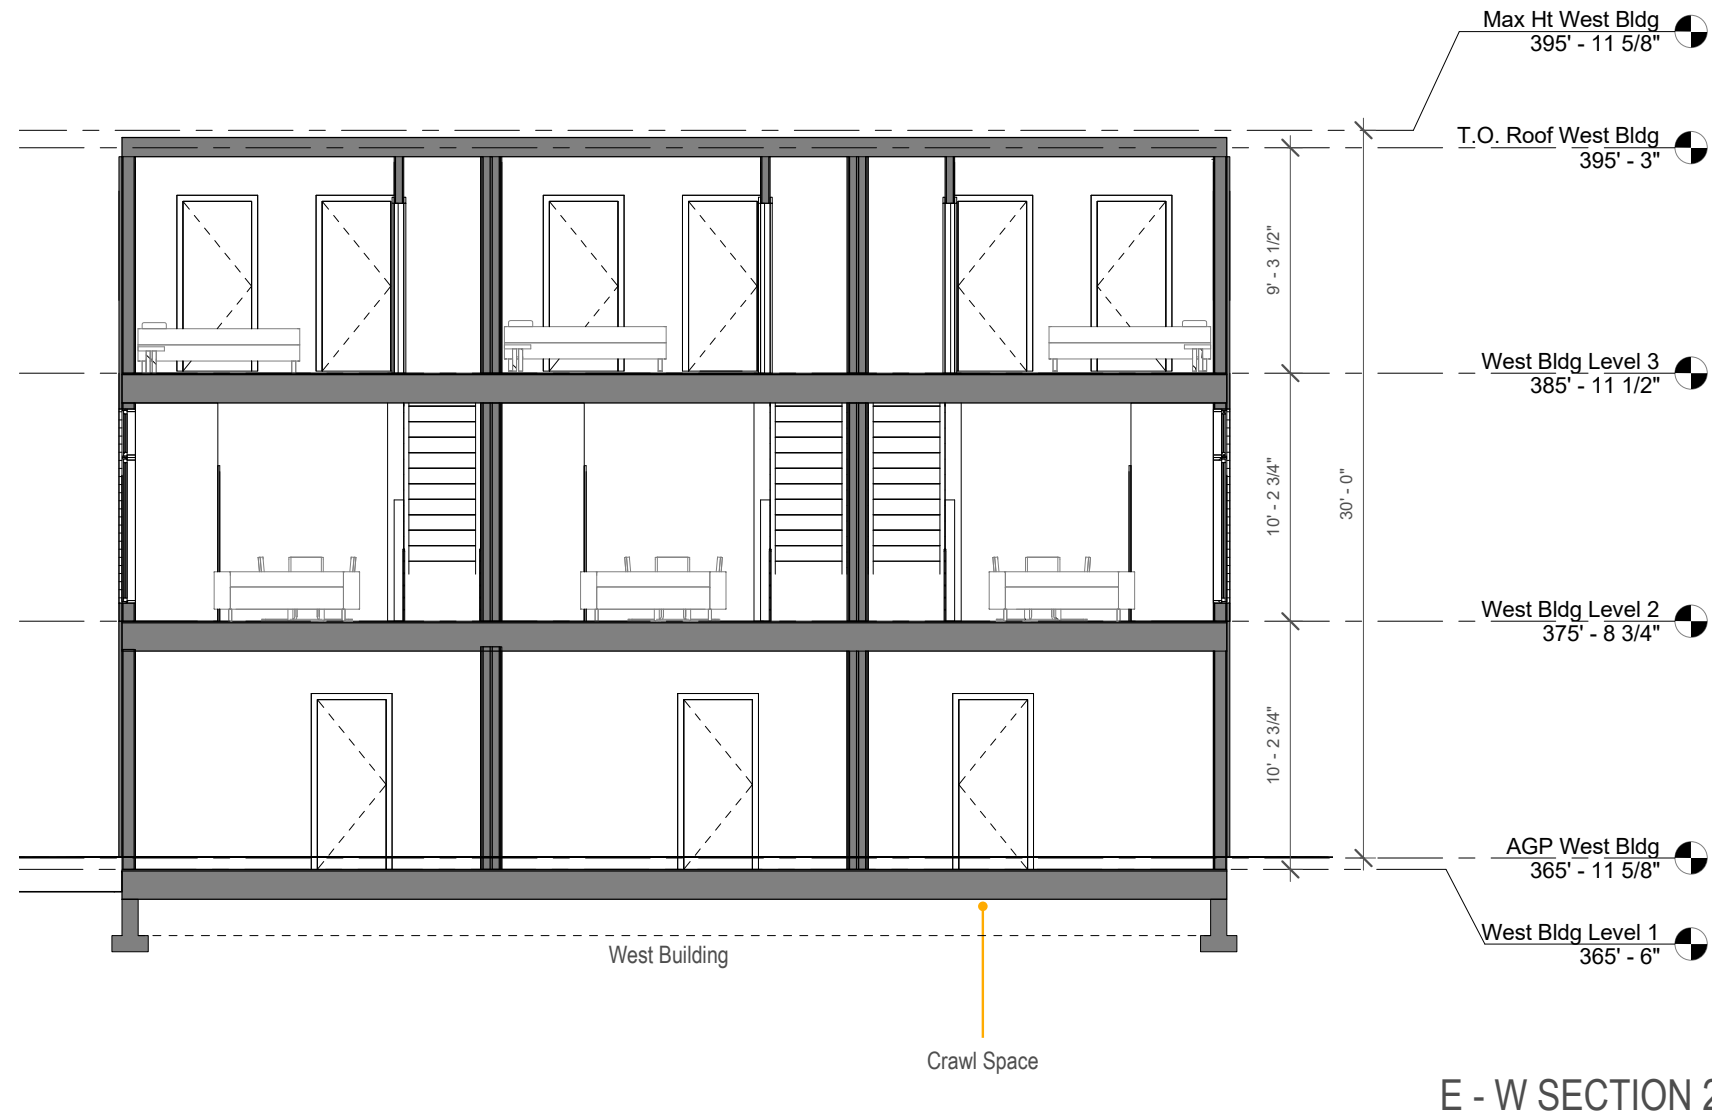 Max Ht West Bldg
395' - 11 5/8"
T.O. Roof West Bldg
395' - 3"
9' - 3 1/2"
West Bldg Level 3
385' - 11 1/2"
10' - 2 3/4"
30' - 0"
West Bldg Level 2
375' - 8 3/4"
10' - 2 3/4"
AGP West Bldg
365' - 11 5/8"
West Bldg Level 1
365' - 6"
West Building
Crawl Space
E - W SECTION 2